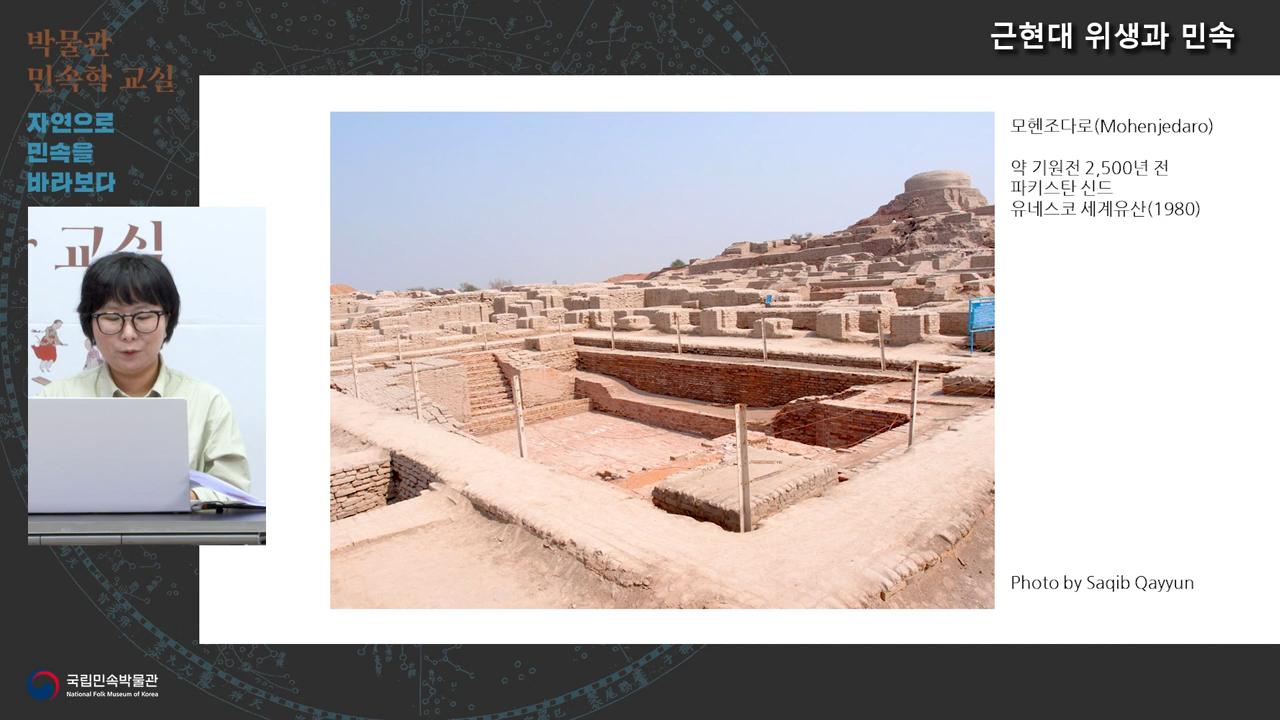 박물관
민속학 교실
자연으로
민속을
바라보다
근현대 위생과 민속
교실
모헨조다로(Mohenjedaro)
약 기원전 2,500년 전
파키스탄 신드
유네스코 세계유산(1980)
Photo by Saqib Qayyun
국립민속박물관
National Folk Museum of Korea